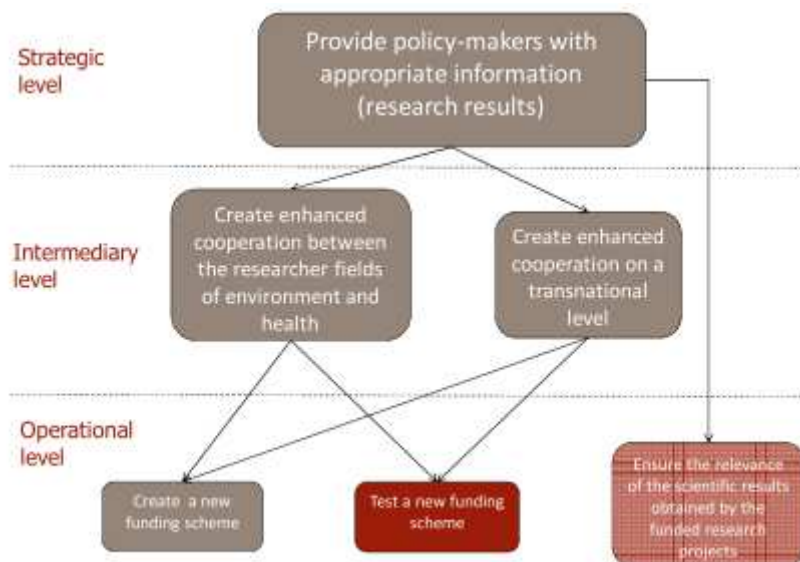 Strategic
level
Provide policy-makers with
appropriate information
(research results)
Intermediary
level
Create enhanced
cooperation between
the researcher fields
of environment and
health
Create enhanced
cooperation on a
transnational
level
Operational
level
Create a new
funding scheme
Test a new funding
scheme
Ensure the relevance
of the scientific results
obtained by the
funded research
projects